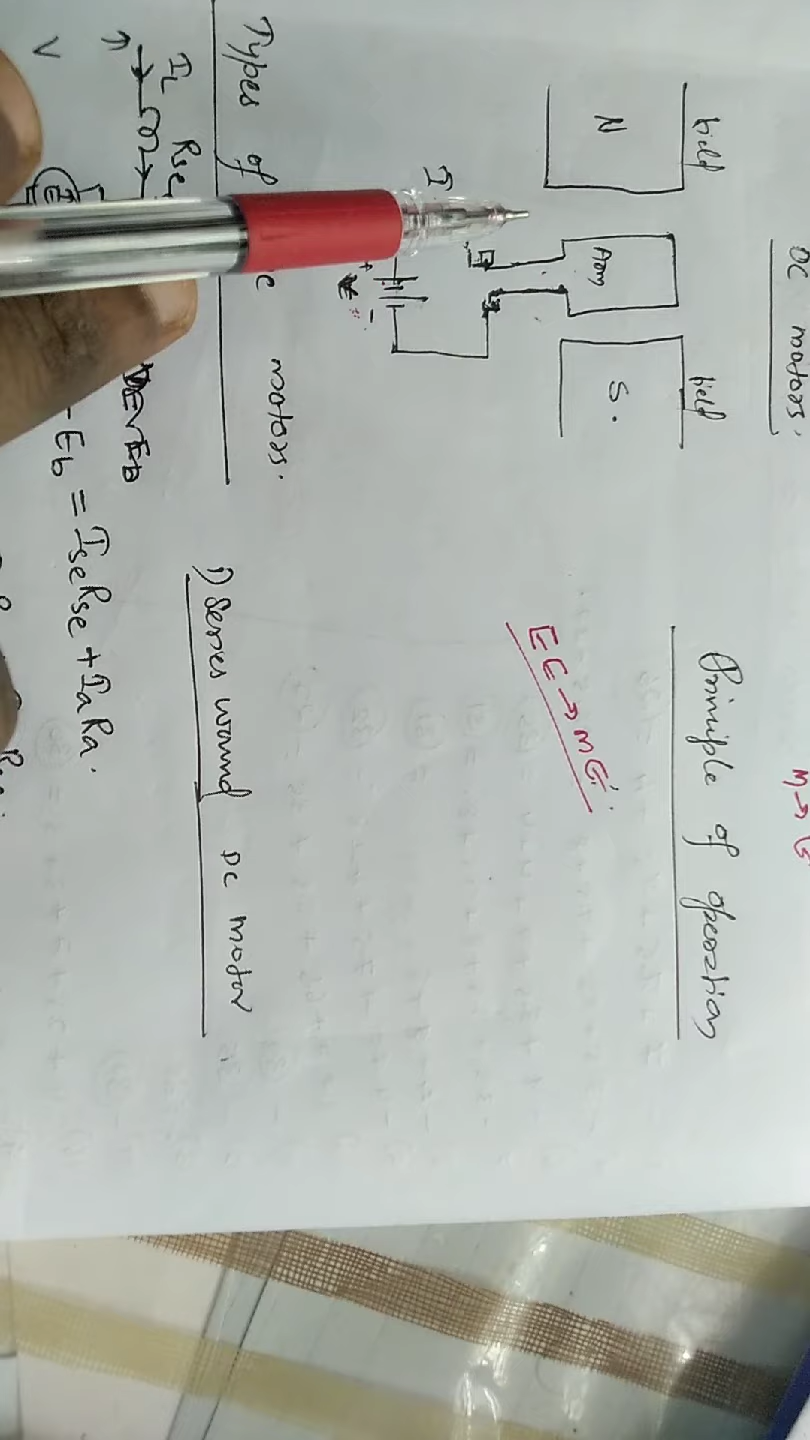 DC motors.
M→
Principle of operation
field
field
N
Arm
S.
EE → ME.
I
+
-
Types of
motors.
1) Series wound DC motor
IL Rse
V
Eb = IseRse + IaRa.